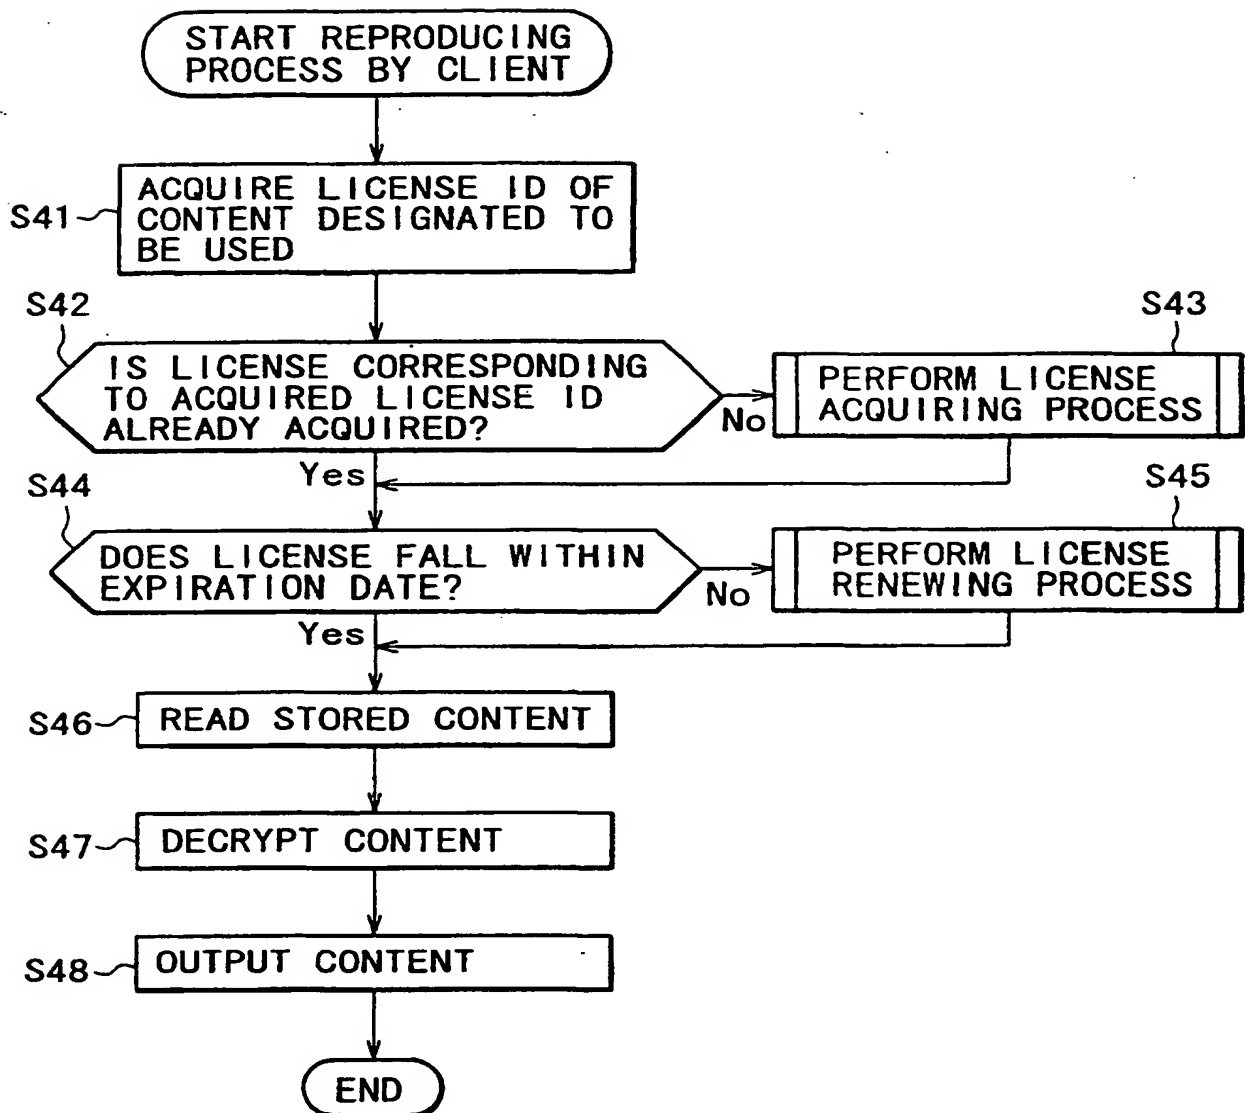 START REPRODUCING
PROCESS BY CLIENT
S41
ACQUIRE LICENSE ID OF
CONTENT DESIGNATED TO
BE USED
S42
IS LICENSE CORRESPONDING
TO ACQUIRED LICENSE ID
ALREADY ACQUIRED?
No
S43
PERFORM LICENSE
ACQUIRING PROCESS
Yes
S44
DOES LICENSE FALL WITHIN
EXPIRATION DATE?
No
S45
PERFORM LICENSE
RENEWING PROCESS
Yes
S46
READ STORED CONTENT
S47
DECRYPT CONTENT
S48
OUTPUT CONTENT
END